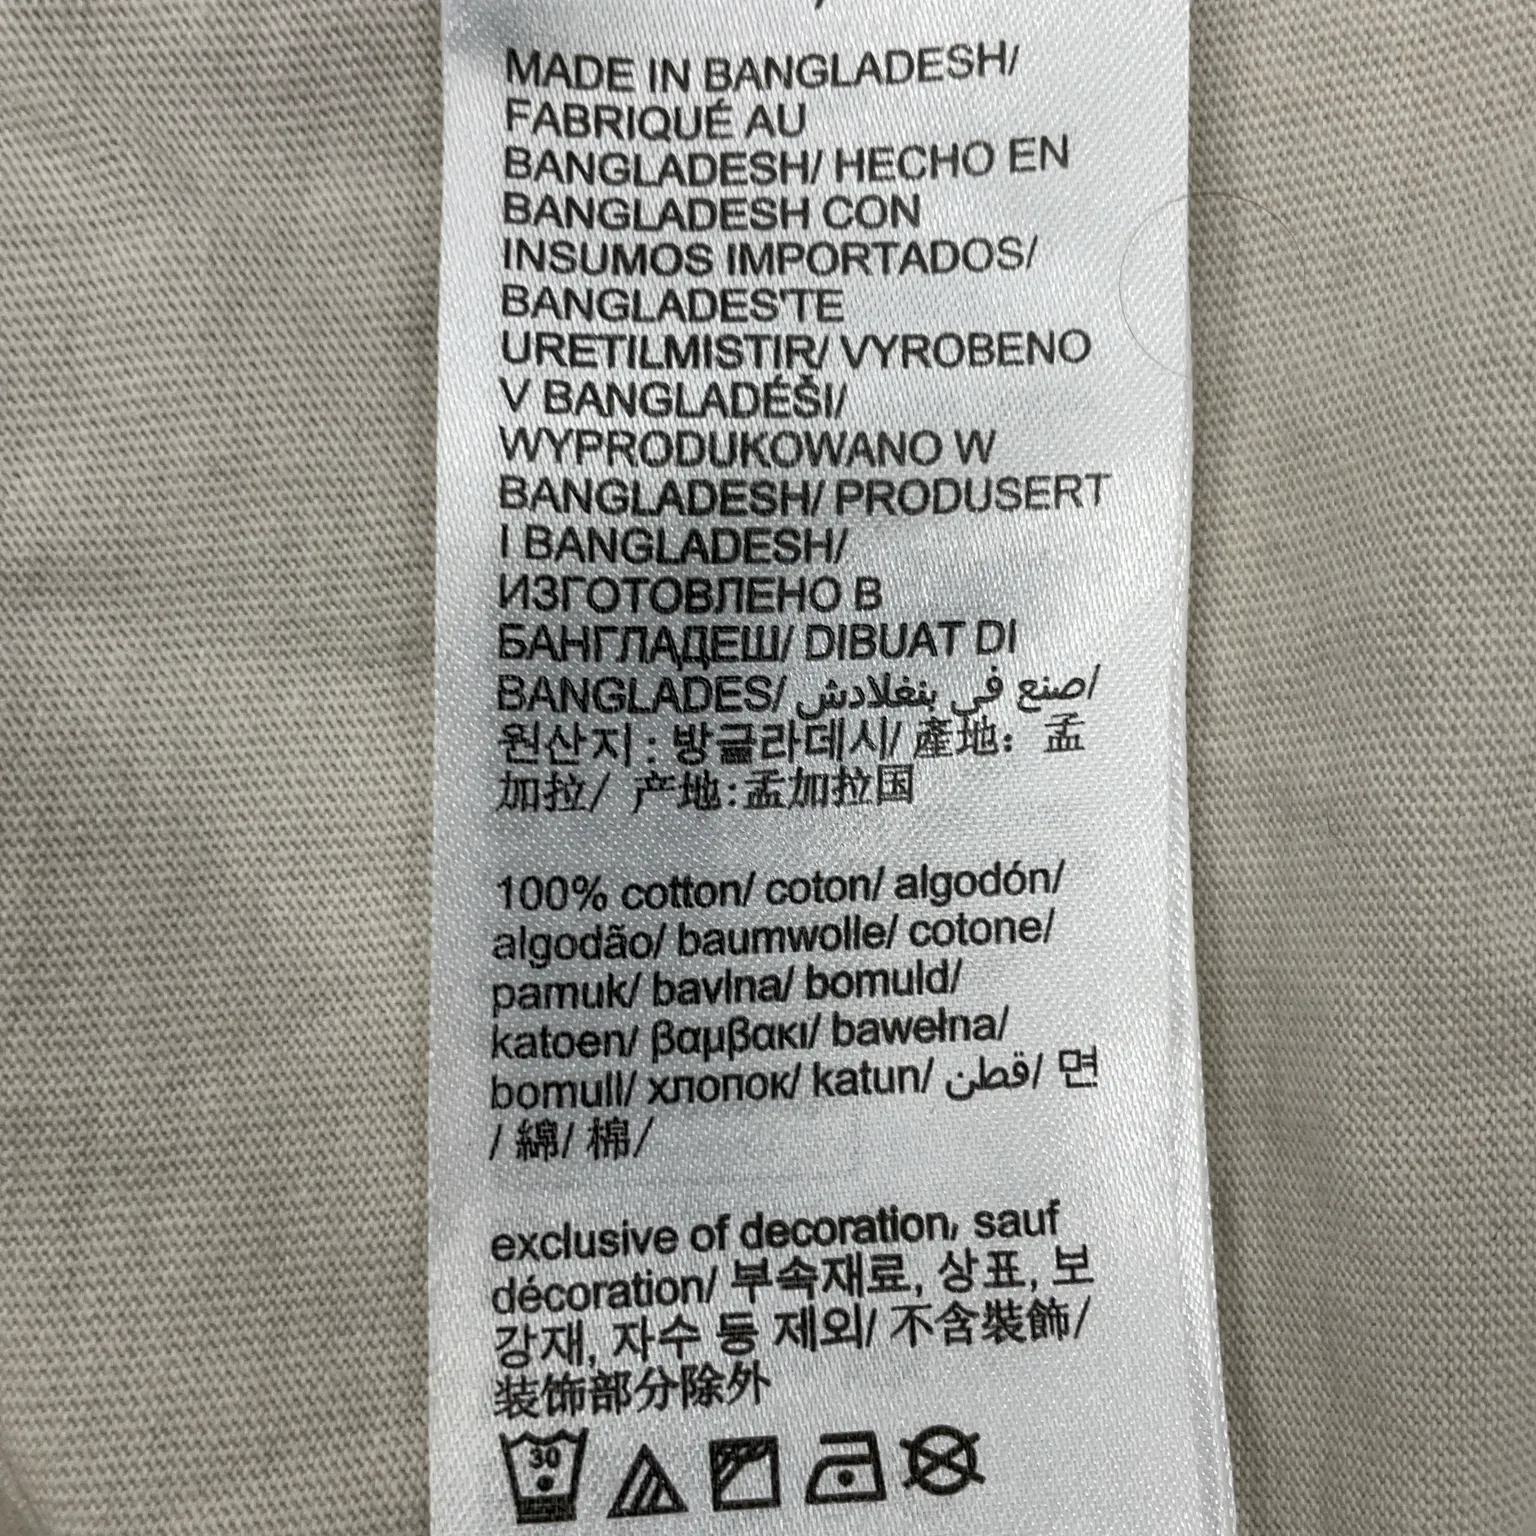 MADE IN BANGLADESH/
FABRIQUÉ AU
BANGLADESH/ HECHO EN
BANGLADESH CON
INSUMOS IMPORTADOS/
BANGLADES'TE
URETILMISTIR/ VYROBENO
V BANGLADÉŠI/
WYPRODUKOWANO W
BANGLADESH/ PRODUSERT
I BANGLADESH/
ИЗГОТОВЛЕНО В
БАНГЛАДЕШ/ DIBUAT DI
BANGLADES/ صنع في بنغلادش/
원산지 : 방글라데시/ 產地: 孟
加拉/ 产地:孟加拉国
100% cotton/ coton/ algodón/
algodão/ baumwolle/ cotone/
pamuk/ bavlna/ bomuld/
katoen/ βαμβακι/ bawełna/
bomull/ хлопок/ katun/ قطن/ 면
/ 綿/ 棉/
exclusive of decoration, sauf
décoration/ 부속재료, 상표, 보
강재, 자수 등 제외/ 不含裝飾/
装饰部分除外
30